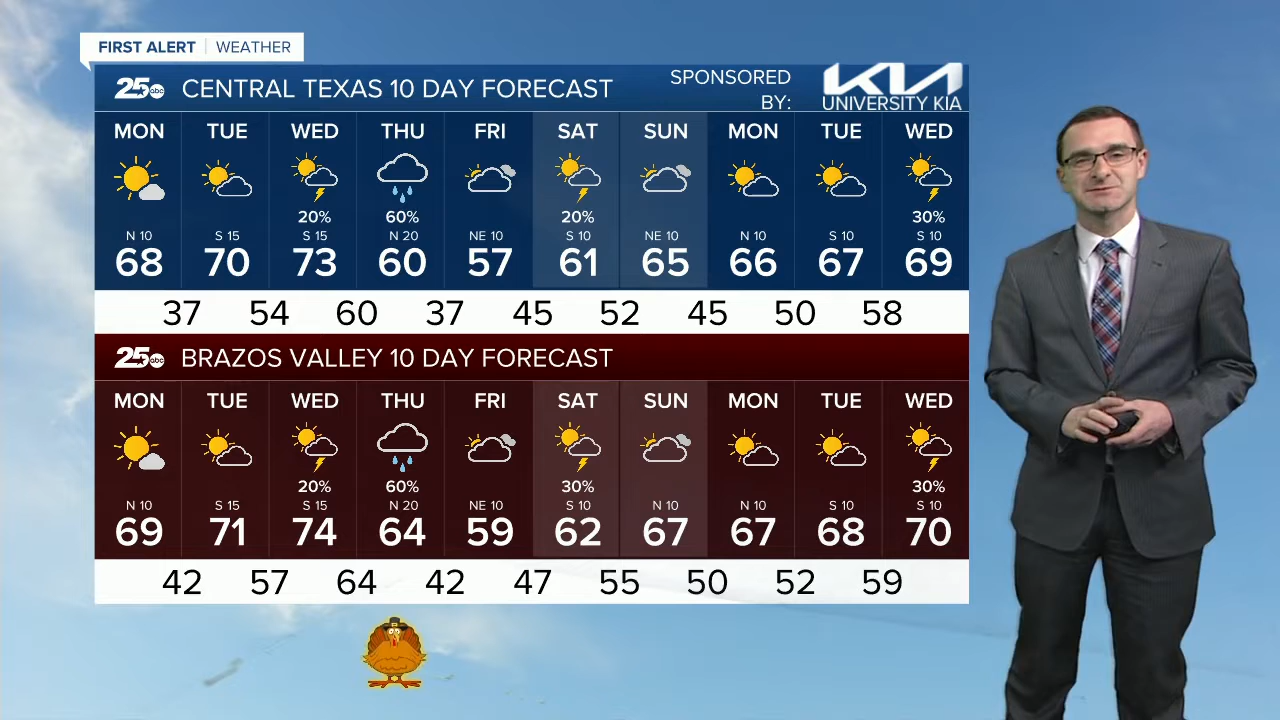 FIRST ALERT | WEATHER
25 abc CENTRAL TEXAS 10 DAY FORECAST
SPONSORED
BY:
KIA
UNIVERSITY KIA
MON TUE WED THU FRI SAT SUN MON TUE WED
20% 60% 20% 30%
N 10 S 15 S 15 N 20 NE 10 S 10 NE 10 N 10 S 10 S 10
68 70 73 60 57 61 65 66 67 69
37 54 60 37 45 52 45 50 58
25 abc BRAZOS VALLEY 10 DAY FORECAST
MON TUE WED THU FRI SAT SUN MON TUE WED
20% 60% 30% 30%
N 10 S 15 S 15 N 20 NE 10 S 10 N 10 N 10 S 10 S 10
69 71 74 64 59 62 67 67 68 70
42 57 64 42 47 55 50 52 59